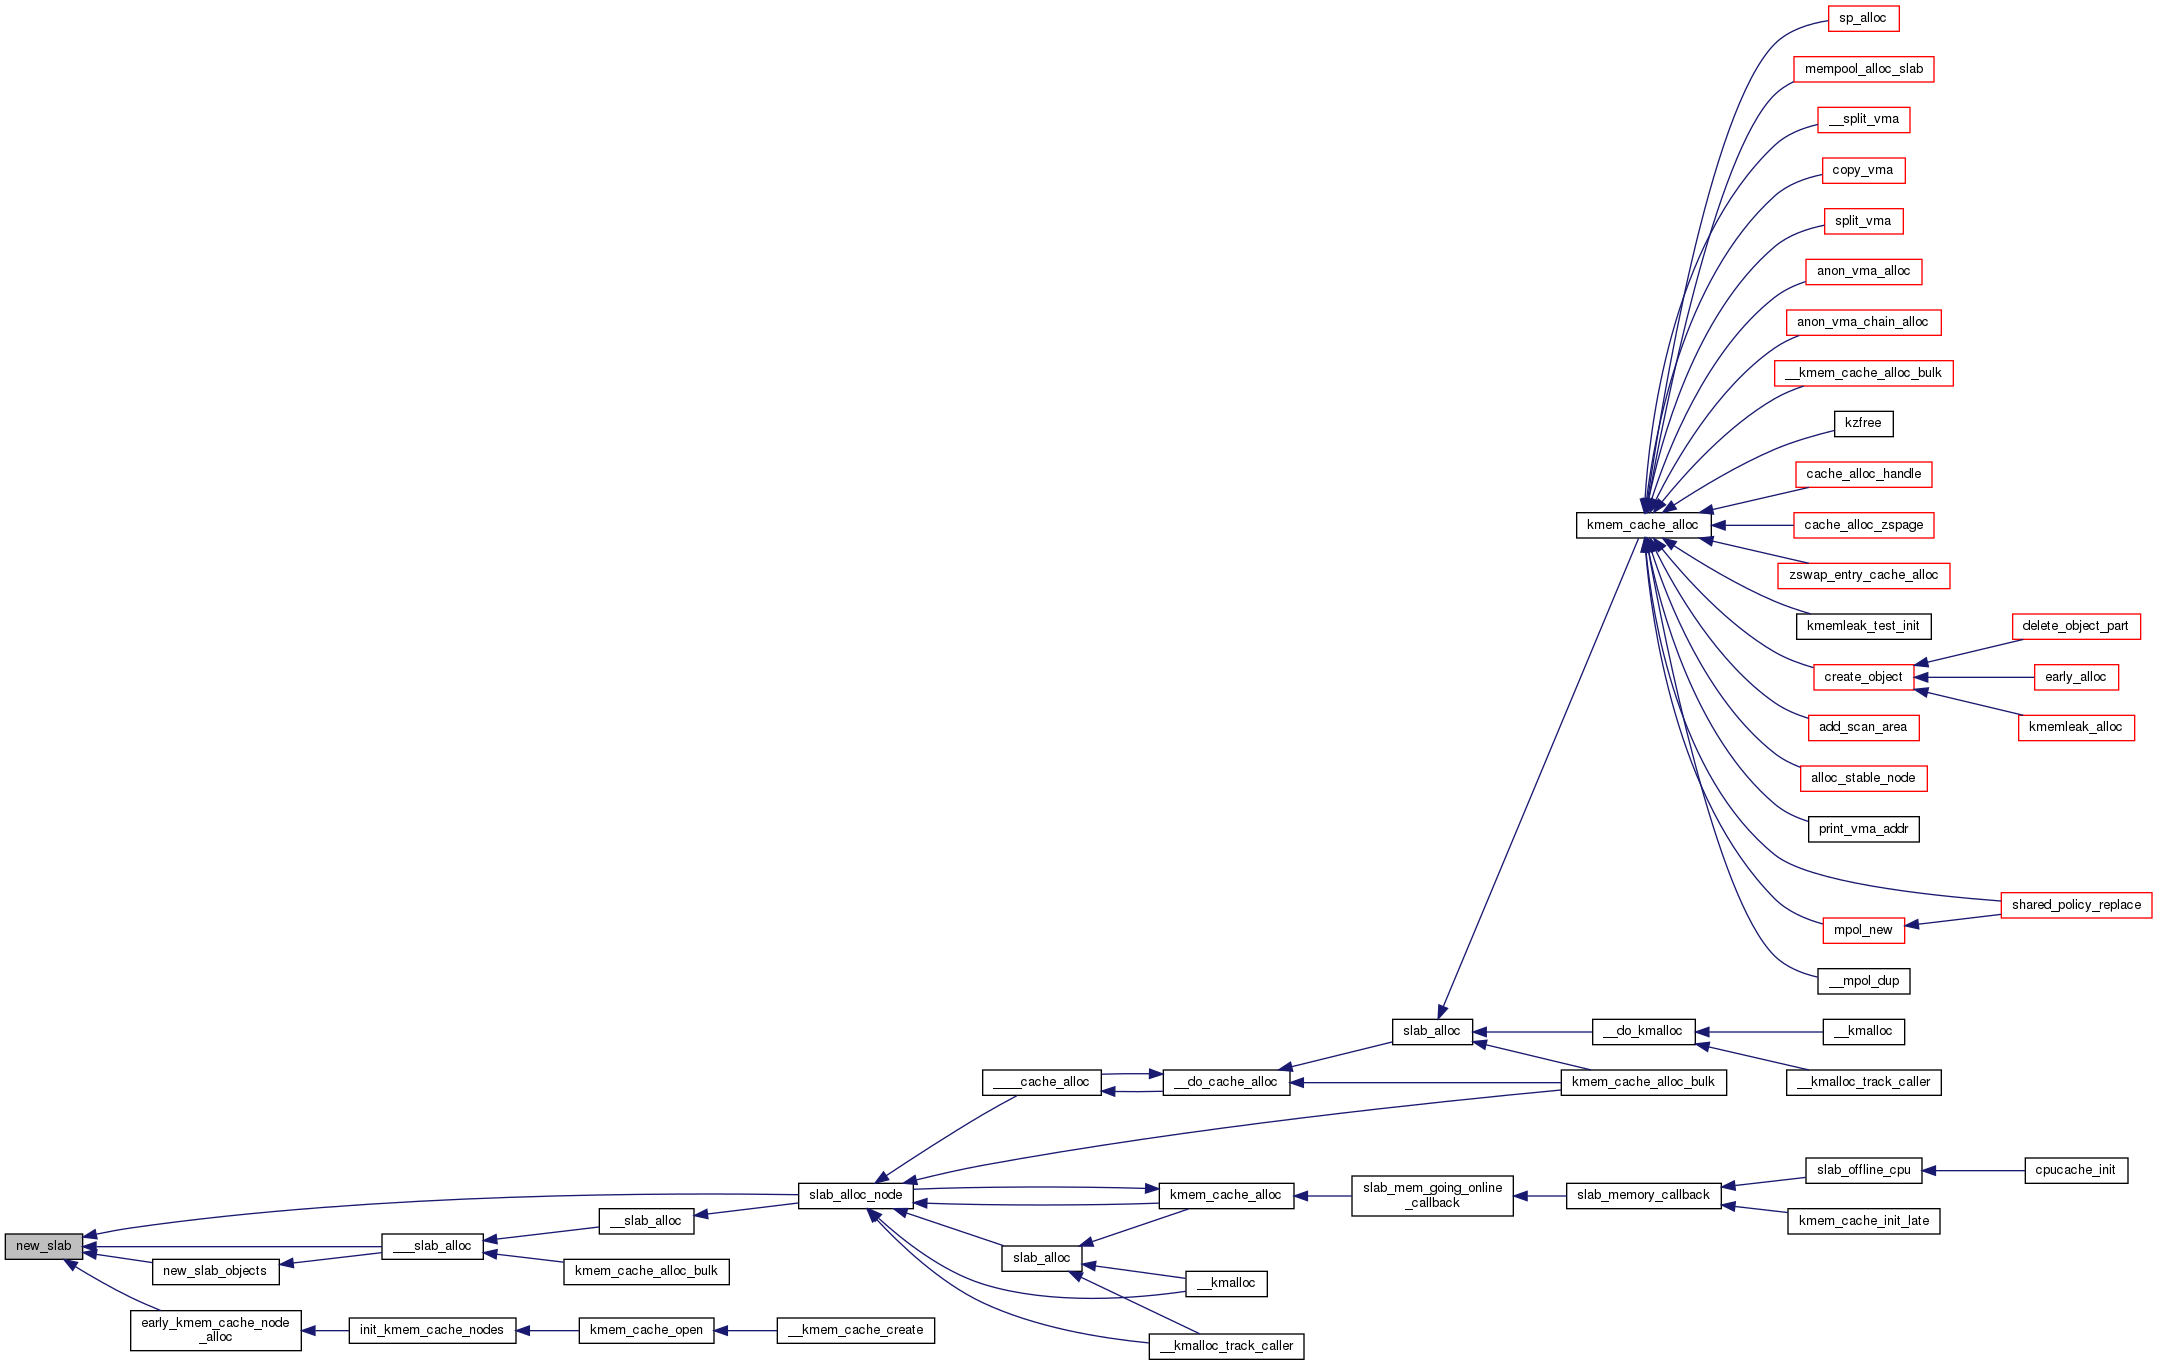 sp_alloc
mempool_alloc_slab
__split_vma
copy_vma
split_vma
anon_vma_alloc
anon_vma_chain_alloc
__kmem_cache_alloc_bulk
kzfree
cache_alloc_handle
kmem_cache_alloc
cache_alloc_zspage
zswap_entry_cache_alloc
kmemleak_test_init
delete_object_part
create_object
early_alloc
add_scan_area
kmemleak_alloc
alloc_stable_node
print_vma_addr
shared_policy_replace
mpol_new
__mpol_dup
slab_alloc
__do_kmalloc
__kmalloc
____cache_alloc
__do_cache_alloc
kmem_cache_alloc_bulk
__kmalloc_track_caller
slab_offline_cpu
cpucache_init
slab_alloc_node
kmem_cache_alloc
slab_mem_going_online
_callback
slab_memory_callback
__slab_alloc
kmem_cache_init_late
new_slab
___slab_alloc
slab_alloc
new_slab_objects
kmem_cache_alloc_bulk
__kmalloc
early_kmem_cache_node
_alloc
init_kmem_cache_nodes
kmem_cache_open
__kmem_cache_create
__kmalloc_track_caller